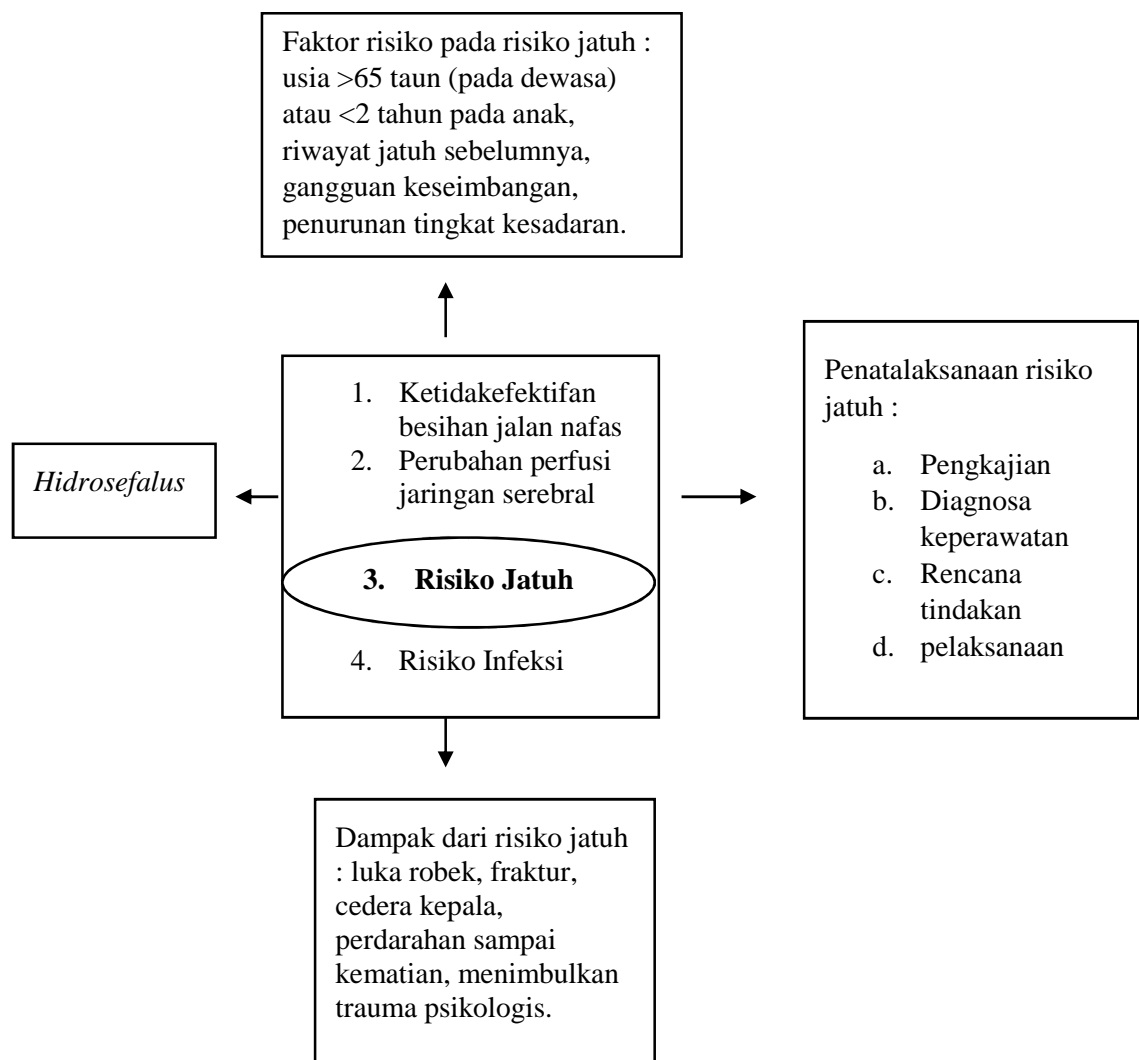 Faktor risiko pada risiko jatuh :
usia >65 taun (pada dewasa)
atau <2 tahun pada anak,
riwayat jatuh sebelumnya,
gangguan keseimbangan,
penurunan tingkat kesadaran.
Hidrosefalus
1. Ketidakefektifan
besihan jalan nafas
2. Perubahan perfusi
jaringan serebral
3. Risiko Jatuh
4. Risiko Infeksi
Penatalaksanaan risiko
jatuh :
a. Pengkajian
b. Diagnosa
keperawatan
c. Rencana
tindakan
d. pelaksanaan
Dampak dari risiko jatuh
: luka robek, fraktur,
cedera kepala,
perdarahan sampai
kematian, menimbulkan
trauma psikologis.